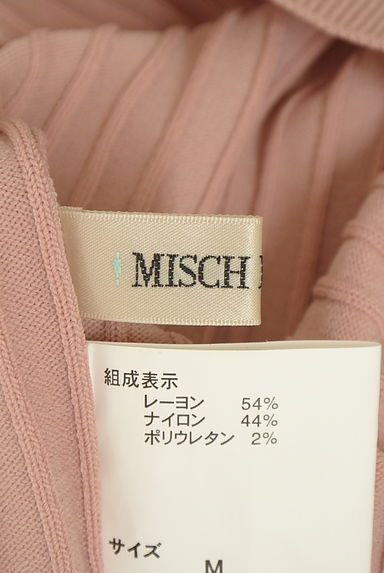 MISCH
組成表示
レーヨン 54%
ナイロン 44%
ポリウレタン 2%
サイズ
M